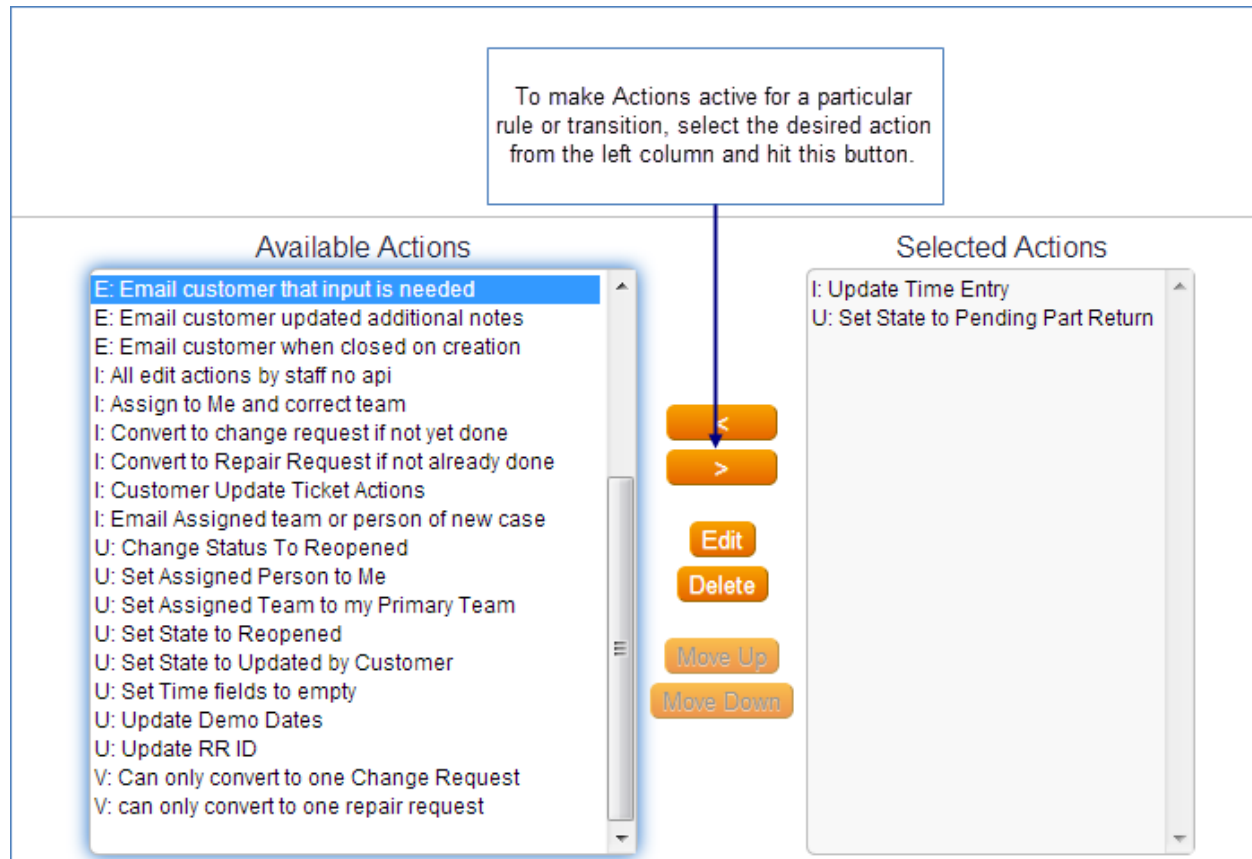 To make Actions active for a particular
rule or transition, select the desired action
from the left column and hit this button.
Available Actions
E: Email customer that input is needed
E: Email customer updated additional notes
E: Email customer when closed on creation
I: All edit actions by staff no api
I: Assign to Me and correct team
I: Convert to change request if not yet done
I: Convert to Repair Request if not already done
I: Customer Update Ticket Actions
I: Email Assigned team or person of new case
U: Change Status To Reopened
U: Set Assigned Person to Me
U: Set Assigned Team to my Primary Team
U: Set State to Reopened
U: Set State to Updated by Customer
U: Set Time fields to empty
U: Update Demo Dates
U: Update RR ID
V: Can only convert to one Change Request
V: can only convert to one repair request
<
>
Edit
Delete
Move Up
Move Down
Selected Actions
I: Update Time Entry
U: Set State to Pending Part Return